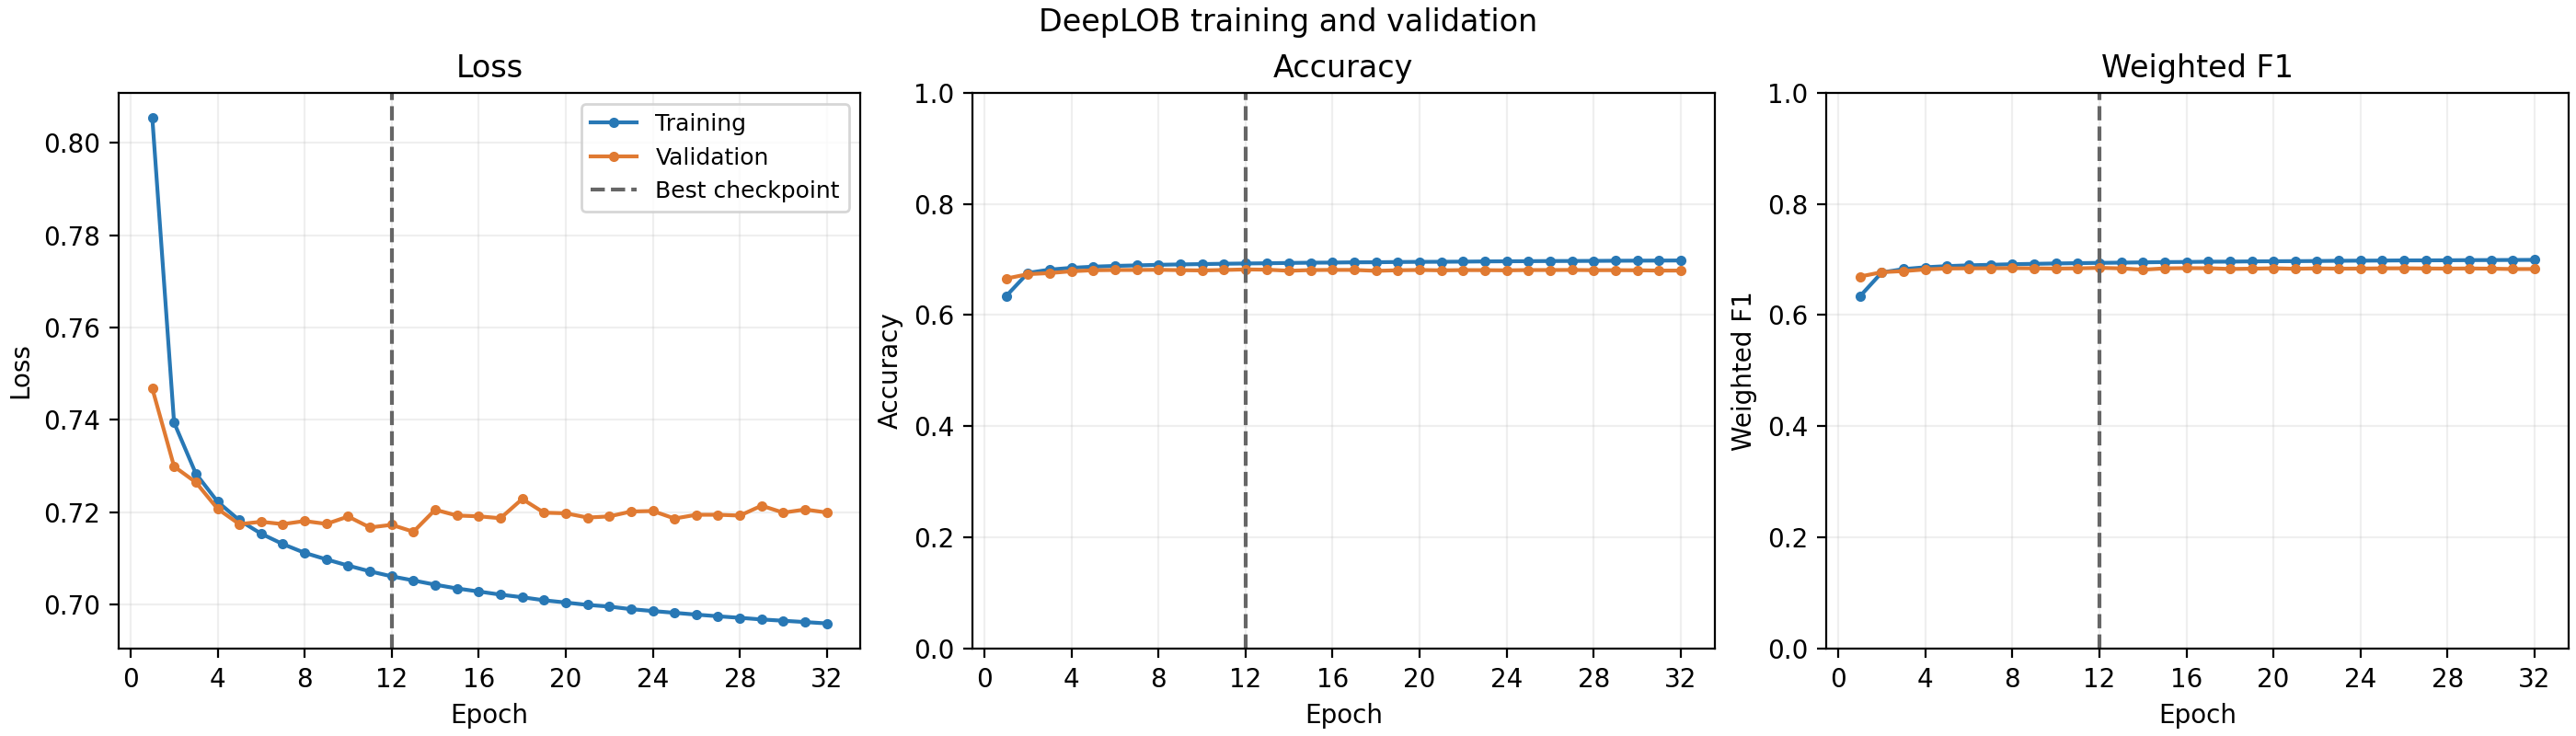 DeepLOB training and validation
Loss
Loss
0.80
0.78
0.76
0.74
0.72
0.70
Training
Validation
Best checkpoint
0 4 8 12 16 20 24 28 32
Epoch
Accuracy
Accuracy
1.0
0.8
0.6
0.4
0.2
0.0
0 4 8 12 16 20 24 28 32
Epoch
Weighted F1
Weighted F1
1.0
0.8
0.6
0.4
0.2
0.0
0 4 8 12 16 20 24 28 32
Epoch